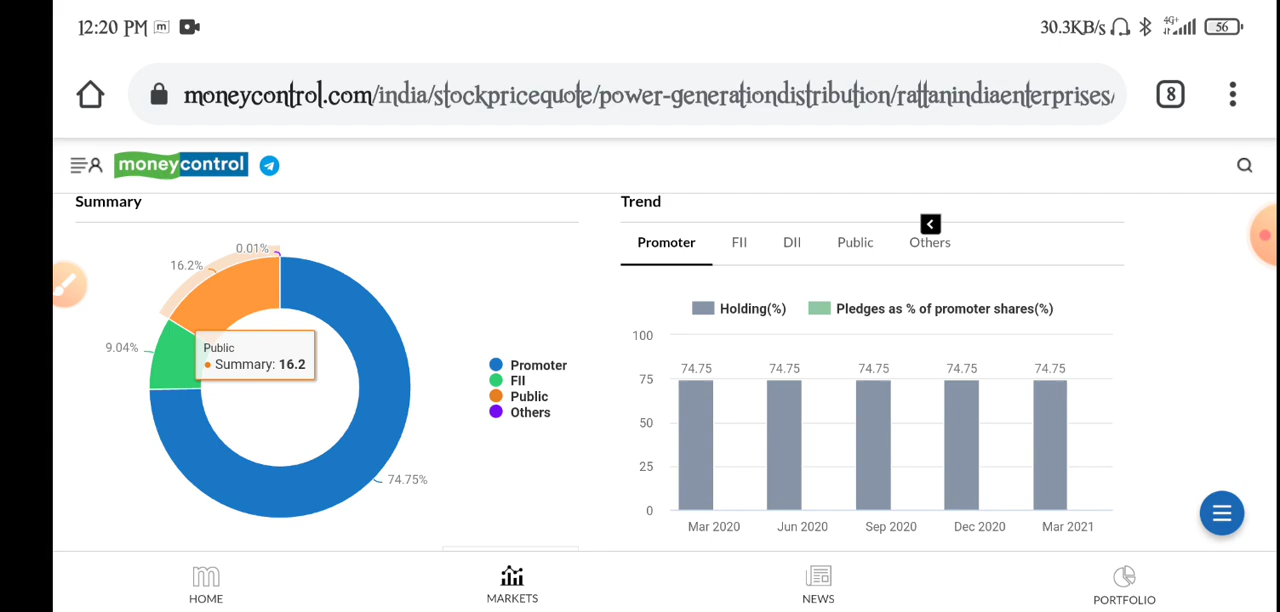 12:20 PM m
30.3KB/s 4G+ 56
moneycontrol.com/india/stockpricequote/power-generationdistribution/rattanindiaenterprises/
8
moneycontrol
Summary
0.01%
16.2%
9.04%
Public
Summary: 16.2
74.75%
Promoter
FII
Public
Others
Trend
Promoter FII DII Public Others
Holding(%) Pledges as % of promoter shares(%)
100
75
50
25
0
74.75 74.75 74.75 74.75 74.75
Mar 2020 Jun 2020 Sep 2020 Dec 2020 Mar 2021
HOME MARKETS NEWS PORTFOLIO